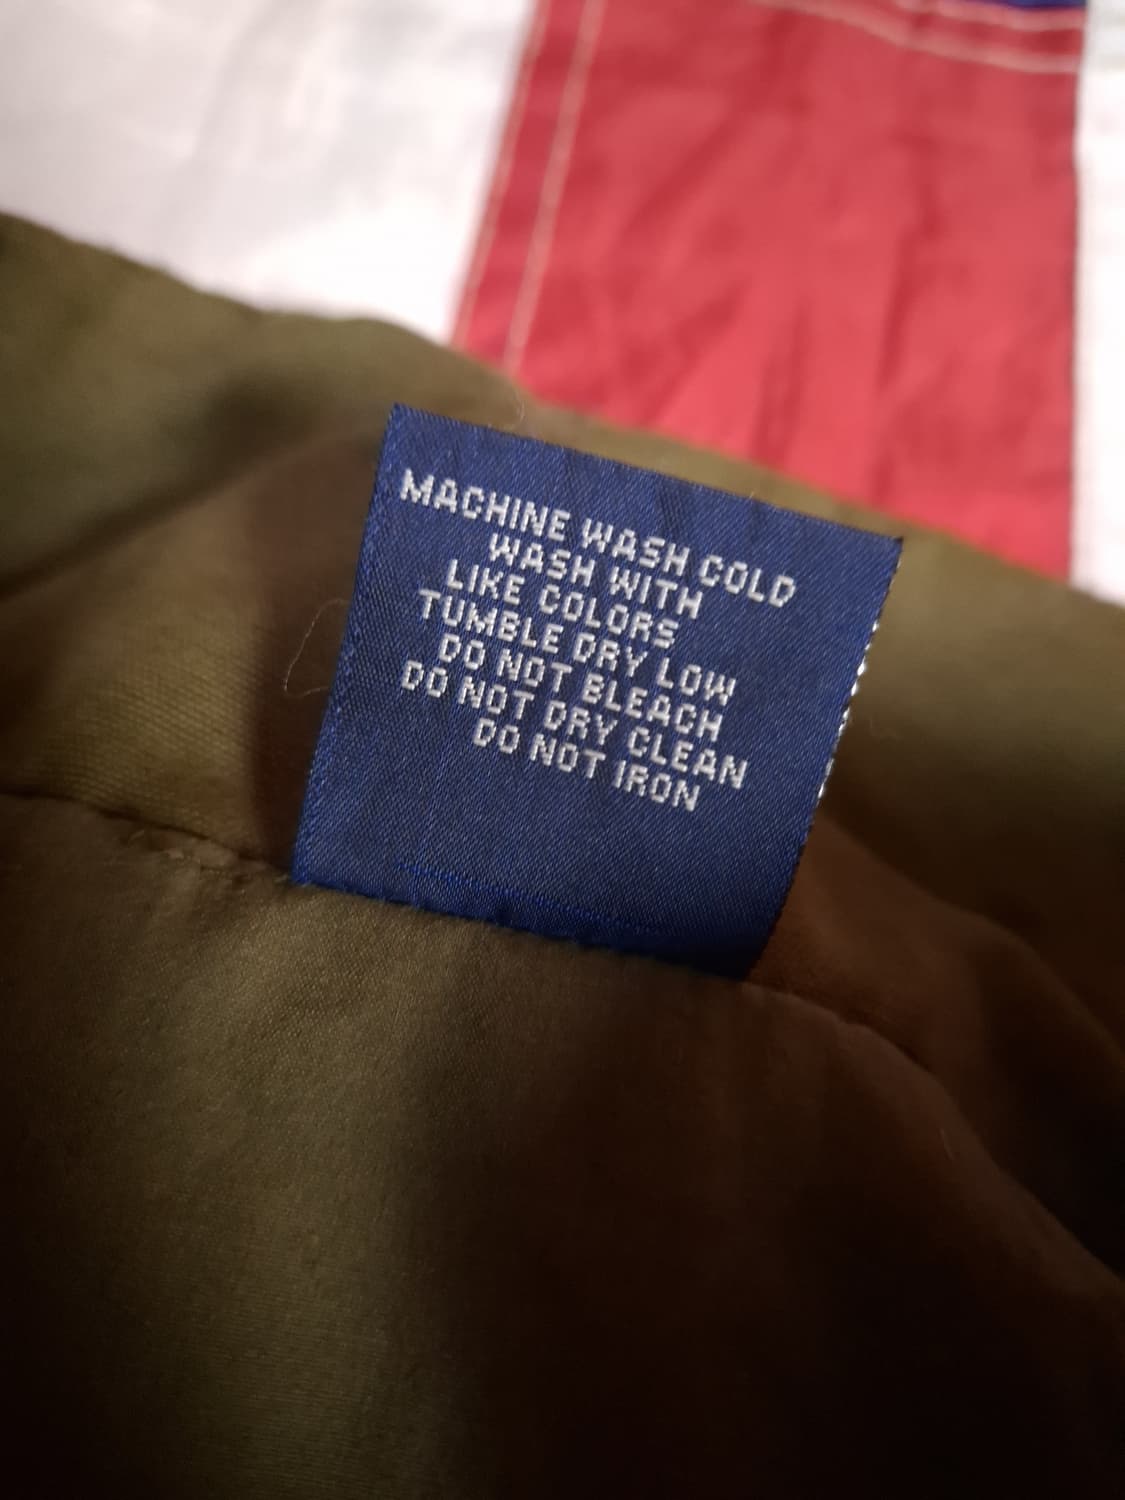 MACHINE WASH COLD
WASH WITH
LIKE COLORS
TUMBLE DRY LOW
DO NOT BLEACH
DO NOT DRY CLEAN
DO NOT IRON